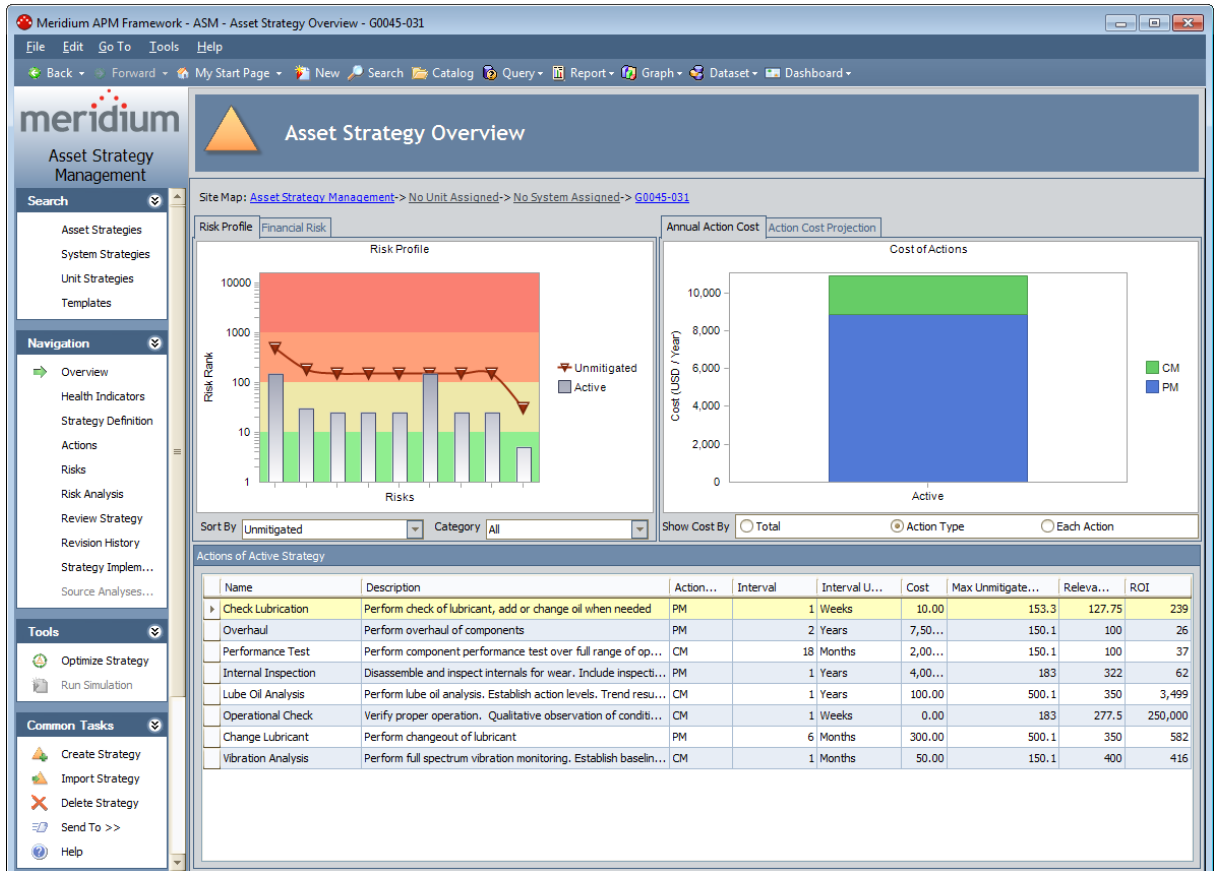 Meridium APM Framework - ASM - Asset Strategy Overview - G0045-031
File Edit Go To Tools Help
Back Forward My Start Page New Search Catalog Query Report Graph Dataset Dashboard
meridium
Asset Strategy
Management
Asset Strategy Overview
Search
Asset Strategies
System Strategies
Unit Strategies
Templates
Navigation
Overview
Health Indicators
Strategy Definition
Actions
Risks
Risk Analysis
Review Strategy
Revision History
Strategy Implem...
Source Analyses...
Tools
Optimize Strategy
Run Simulation
Common Tasks
Create Strategy
Import Strategy
Delete Strategy
Send To >>
Help
Site Map: Asset Strategy Management-> No Unit Assigned-> No System Assigned-> G0045-031
Risk Profile Financial Risk
Risk Profile
Risk Rank
10000
1000
100
10
1
Risks
Unmitigated
Active
Sort By Unmitigated Category All
Annual Action Cost Action Cost Projection
Cost of Actions
Cost (USD / Year)
10,000
8,000
6,000
4,000
2,000
0
Active
CM
PM
Show Cost By Total Action Type Each Action
Actions of Active Strategy
Name Description Action... Interval Interval U... Cost Max Unmitigate... Releva... ROI
Check Lubrication Perform check of lubricant, add or change oil when needed PM 1 Weeks 10.00 153.3 127.75 239
Overhaul Perform overhaul of components PM 2 Years 7,50... 150.1 100 26
Performance Test Perform component performance test over full range of op... CM 18 Months 2,00... 150.1 100 37
Internal Inspection Disassemble and inspect internals for wear. Include inspecti... PM 1 Years 4,00... 183 322 62
Lube Oil Analysis Perform lube oil analysis. Establish action levels. Trend resu... CM 1 Years 100.00 500.1 350 3,499
Operational Check Verify proper operation. Qualitative observation of conditi... CM 1 Weeks 0.00 183 277.5 250,000
Change Lubricant Perform changeout of lubricant PM 6 Months 300.00 500.1 350 582
Vibration Analysis Perform full spectrum vibration monitoring. Establish baselin... CM 1 Months 50.00 150.1 400 416